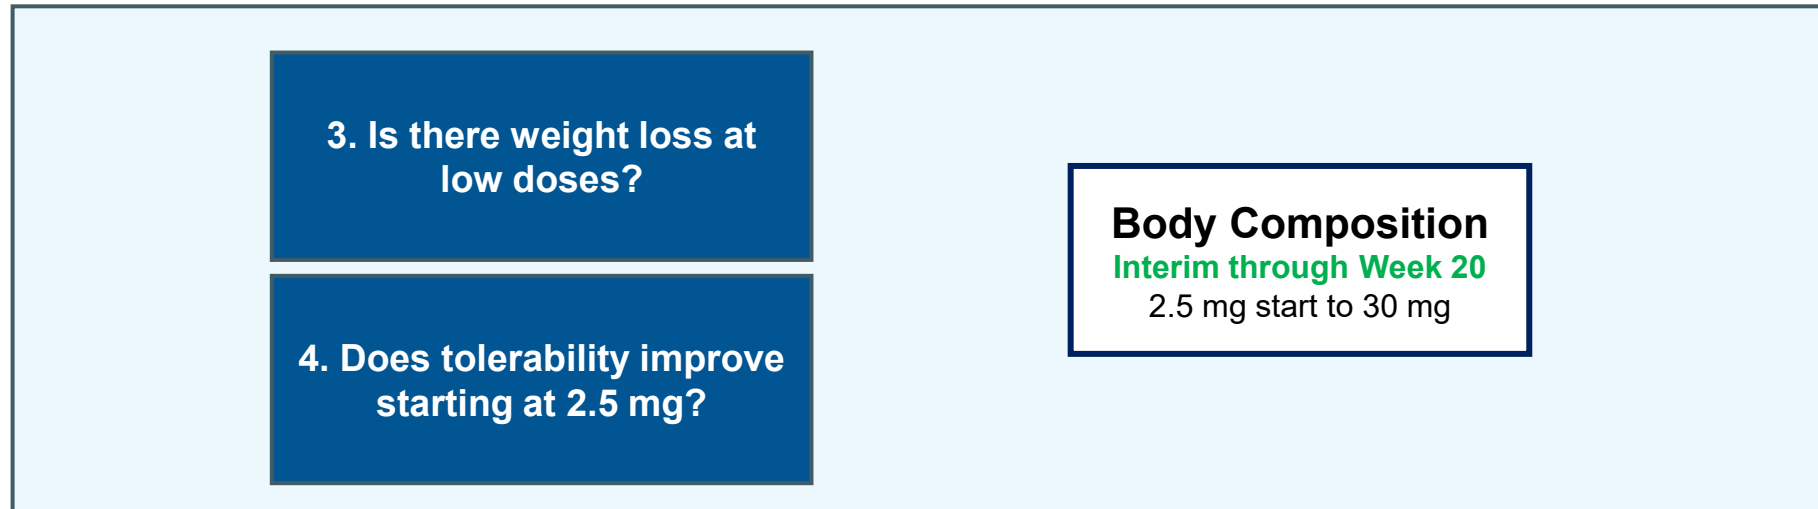 3. Is there weight loss at
low doses?
4. Does tolerability improve
starting at 2.5 mg?
Body Composition
Interim through Week 20
2.5 mg start to 30 mg